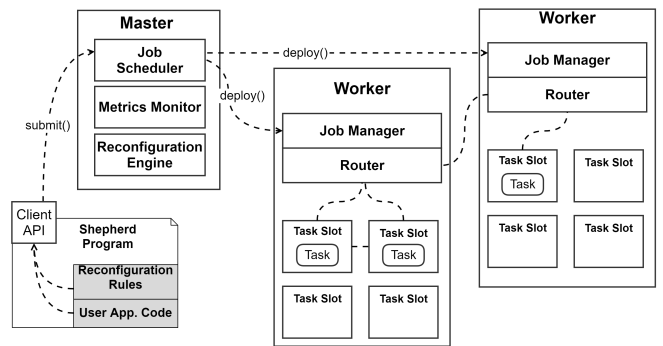 Master
Job
Scheduler
Metrics Monitor
Reconfiguration
Engine
submit()
deploy()
deploy()
Client
API
Shepherd
Program
Reconfiguration
Rules
User App. Code
Worker
Job Manager
Router
Task Slot
Task
Task Slot
Task
Task Slot
Task Slot
Worker
Job Manager
Router
Task Slot
Task
Task Slot
Task Slot
Task Slot